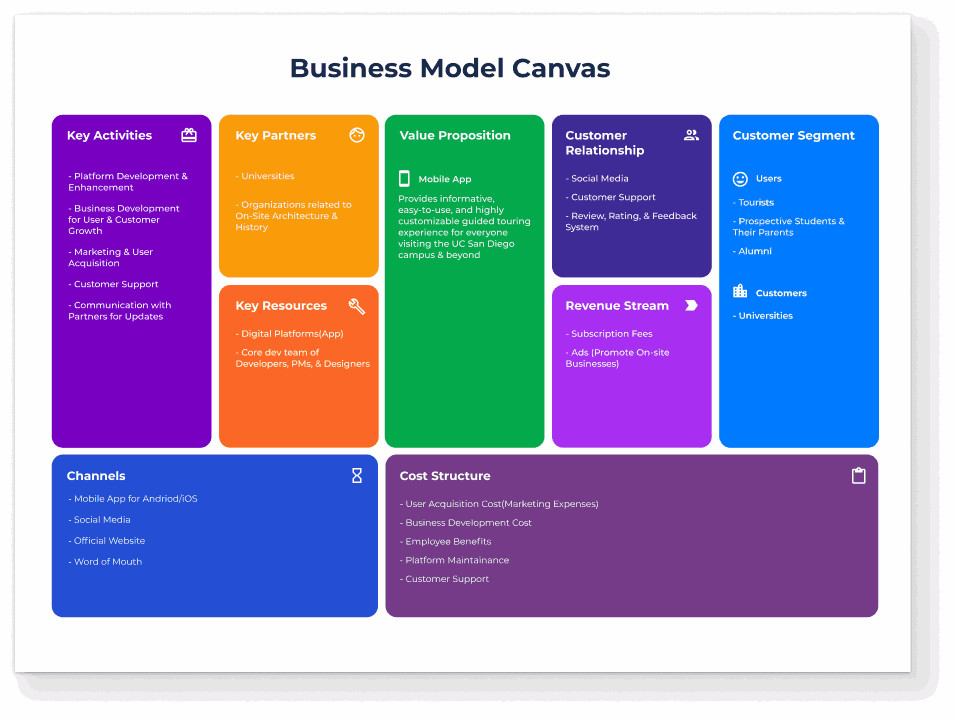 Business Model Canvas
Key Activities
- Platform Development &
Enhancement
- Business Development
for User & Customer
Growth
- Marketing & User
Acquisition
- Customer Support
- Communication with
Partners for Updates
Key Partners
- Universities
- Organizations related to
On-Site Architecture &
History
Key Resources
- Digital Platforms(App)
- Core dev team of
Developers, PMs, & Designers
Value Proposition
Mobile App
Provides informative,
easy-to-use, and highly
customizable guided touring
experience for everyone
visiting the UC San Diego
campus & beyond
Customer
Relationship
- Social Media
- Customer Support
- Review, Rating, & Feedback
System
Revenue Stream
- Subscription Fees
- Ads (Promote On-site
Businesses)
Customer Segment
Users
- Tourists
- Prospective Students &
Their Parents
- Alumni
Customers
- Universities
Channels
- Mobile App for Andriod/iOS
- Social Media
- Official Website
- Word of Mouth
Cost Structure
- User Acquisition Cost(Marketing Expenses)
- Business Development Cost
- Employee Benefits
- Platform Maintainance
- Customer Support